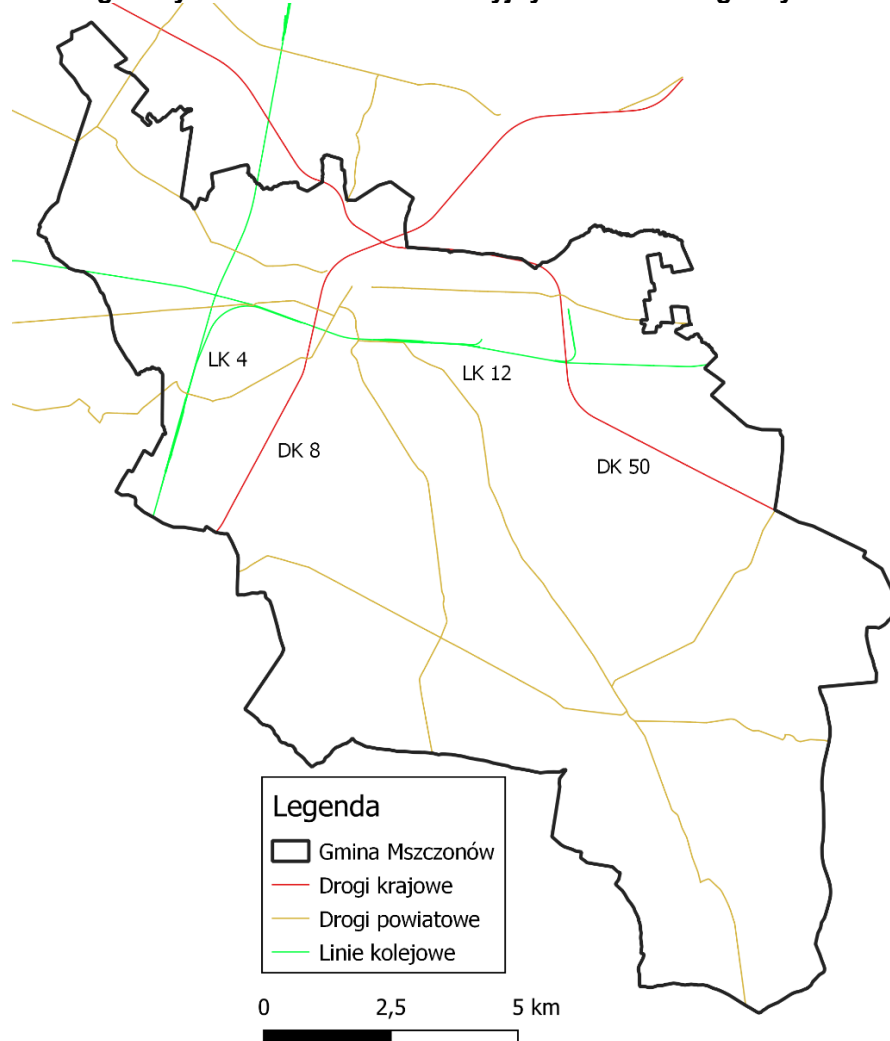 LK 4
LK 12
DK 8
DK 50
Legenda
Gmina Mszczonów
Drogi krajowe
Drogi powiatowe
Linie kolejowe
0 2,5 5 km